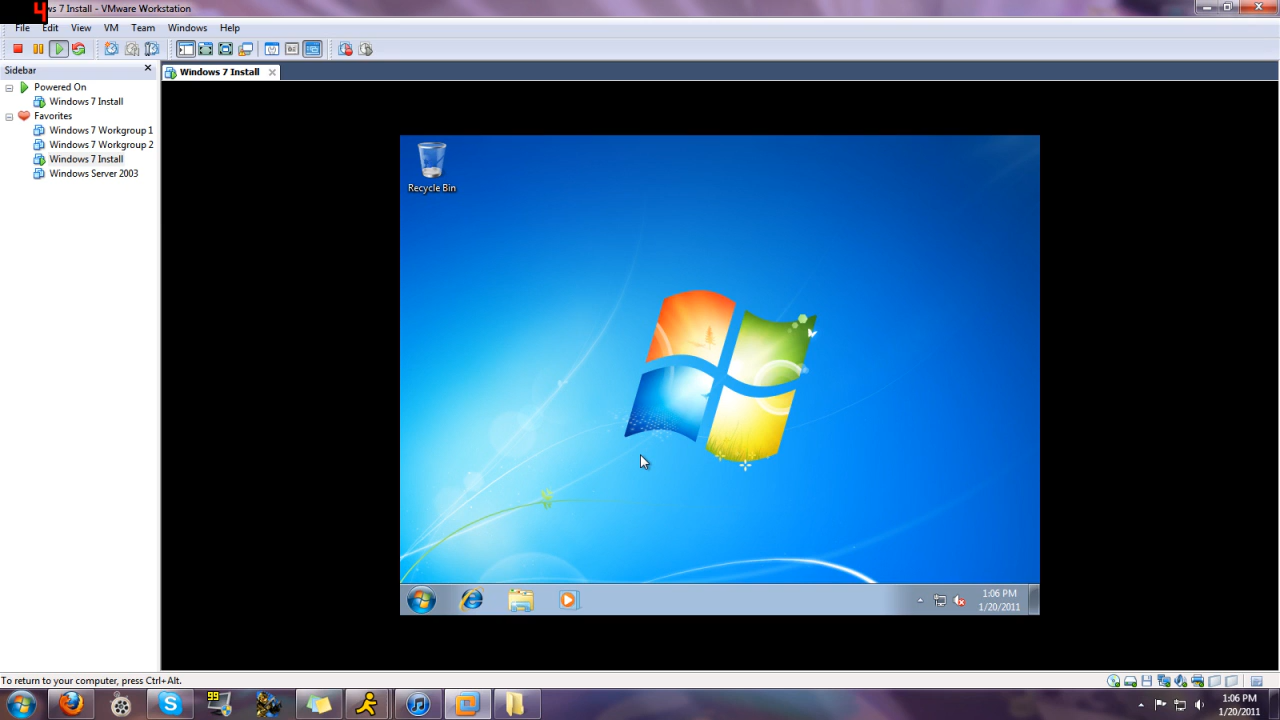 4
ws 7 Install - VMware Workstation
File Edit View VM Team Windows Help
Sidebar
Windows 7 Install
Powered On
Windows 7 Install
Favorites
Windows 7 Workgroup 1
Windows 7 Workgroup 2
Windows 7 Install
Windows Server 2003
Recycle Bin
1:06 PM
1/20/2011
To return to your computer, press Ctrl+Alt.
99
1:06 PM
1/20/2011